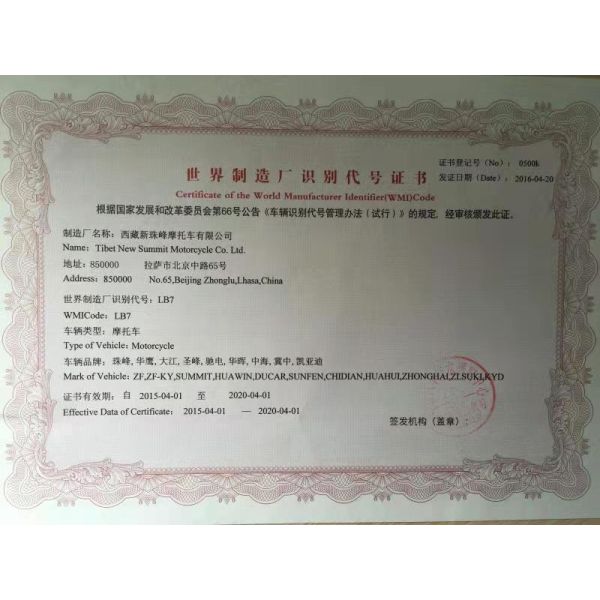 证书登记号（No）： 0500k
世界制造厂识别代号证书
发证日期（Date）： 2016-04-20
Certificate of the World Manufacturer Identifier(WMI)Code
根据国家发展和改革委员会第66号公告《车辆识别代号管理办法（试行）》的规定，经审核颁发此证。
制造厂名称：西藏新珠峰摩托车有限公司
Name: Tibet New Summit Motorcycle Co. Ltd.
地址：850000 拉萨市北京中路65号
Address: 850000 No.65,Beijing Zhonglu,Lhasa,China
世界制造厂识别代号：LB7
WMICode: LB7
车辆类型：摩托车
Type of Vehicle: Motorcycle
车辆品牌：珠峰,华鹰,大江,圣峰,驰电,华晖,中海,冀中,凯亚迪
Mark of Vehicle: ZF,ZF-KY,SUMMIT,HUAWIN,DUCAR,SUNFEN,CHIDIAN,HUAHUI,ZHONGHAI,ZLSUKI,KYD
证书有效期：自 2015-04-01 至 2020-04-01
Effective Data of Certificate: 2015-04-01 — 2020-04-01
签发机构（盖章）：